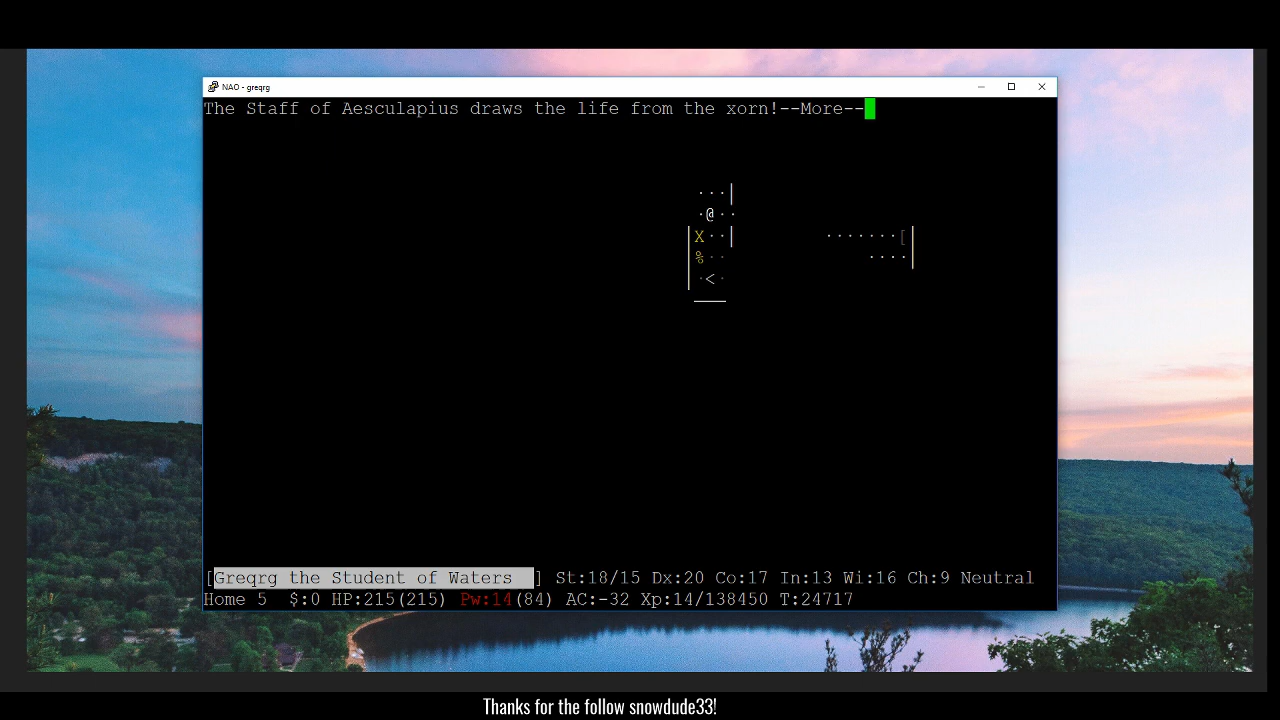 NAO - greqrg
The Staff of Aesculapius draws the life from the xorn!--More--
···|
·@··
|X··| ·······[|
|%·· ····|
|·<·
[Greqrg the Student of Waters ] St:18/15 Dx:20 Co:17 In:13 Wi:16 Ch:9 Neutral
Home 5 $:0 HP:215(215) Pw:14(84) AC:-32 Xp:14/138450 T:24717
Thanks for the follow snowdude33!